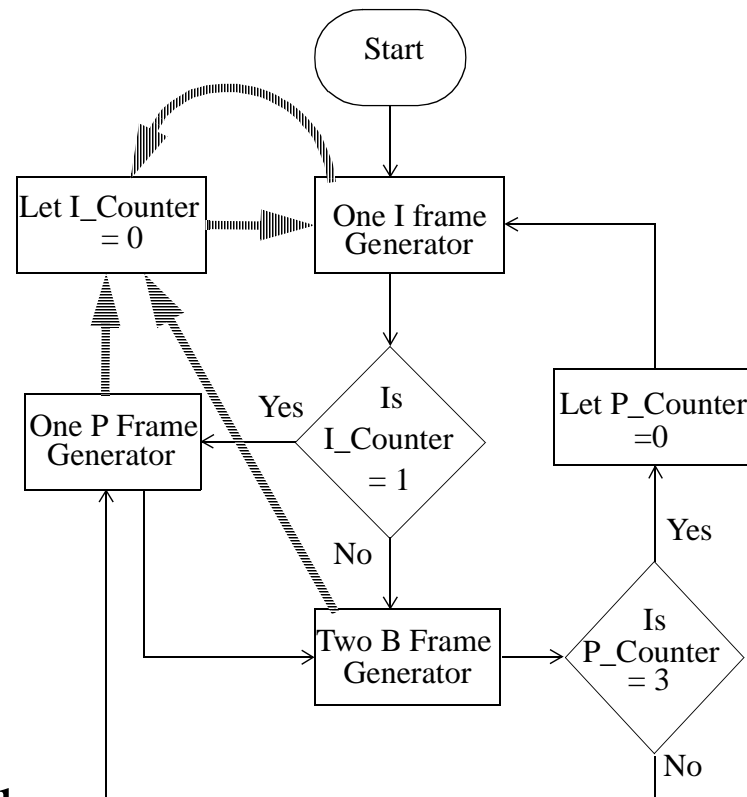 Start
Let I_Counter
= 0
One I frame
Generator
Is
I_Counter
= 1
Yes
No
One P Frame
Generator
Let P_Counter
=0
Yes
Two B Frame
Generator
Is
P_Counter
= 3
No